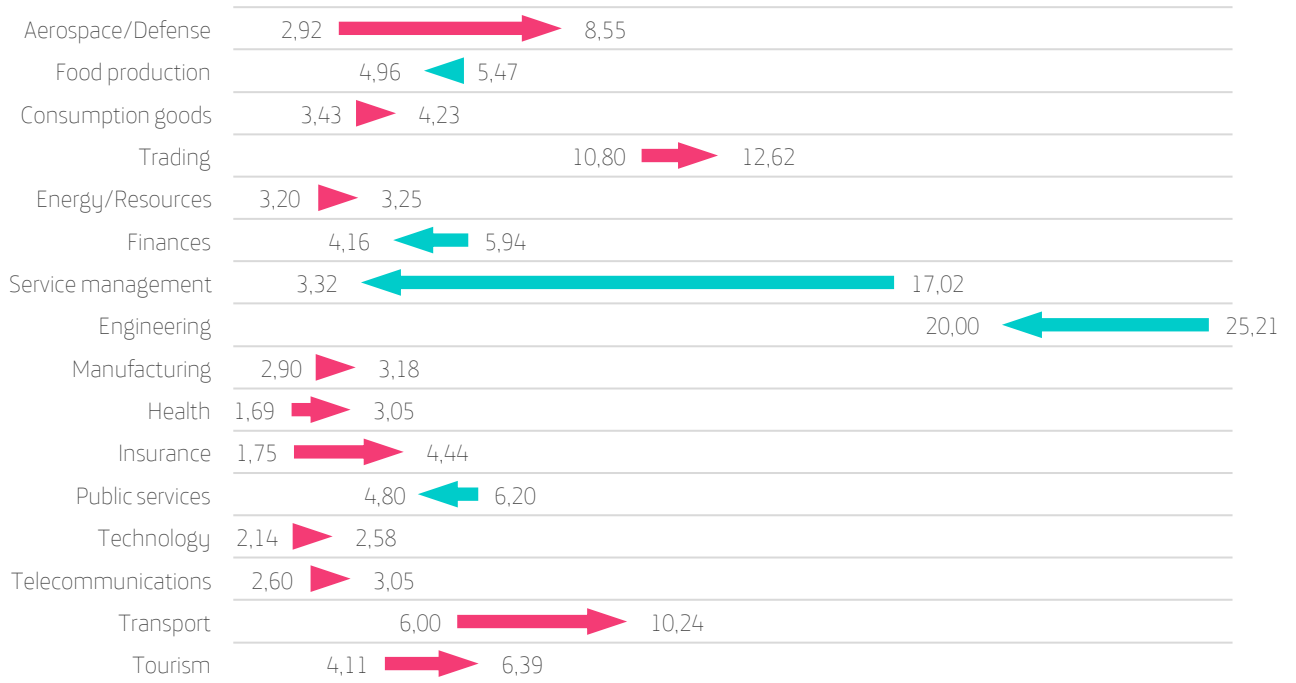 Aerospace/Defense 2,92 8,55
Food production 4,96 5,47
Consumption goods 3,43 4,23
Trading 10,80 12,62
Energy/Resources 3,20 3,25
Finances 4,16 5,94
Service management 3,32 17,02
Engineering 20,00 25,21
Manufacturing 2,90 3,18
Health 1,69 3,05
Insurance 1,75 4,44
Public services 4,80 6,20
Technology 2,14 2,58
Telecommunications 2,60 3,05
Transport 6,00 10,24
Tourism 4,11 6,39